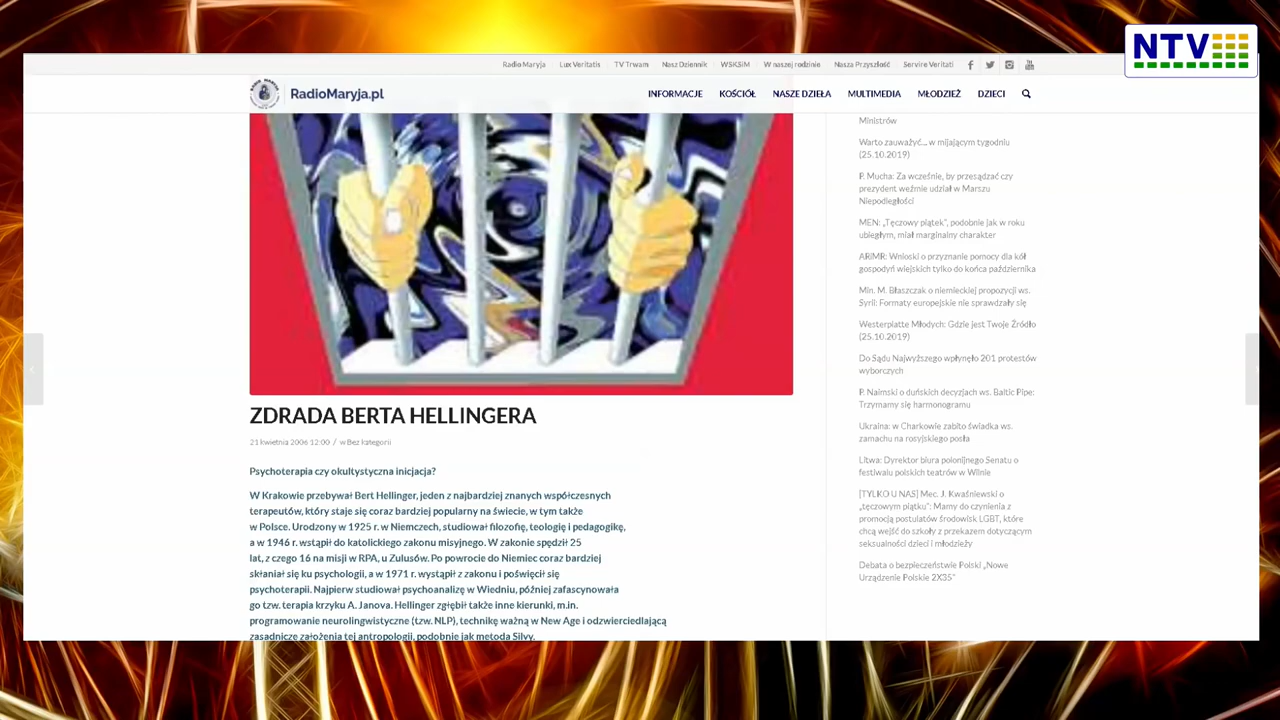 NTV
Radio Maryja
Lux Veritatis
TV Trwam
Nasz Dziennik
WSKSiM
W naszej rodzinie
Nasza Przyszłość
Servire Veritati
RadioMaryja.pl
INFORMACJE
KOŚCIÓŁ
NASZE DZIEŁA
MULTIMEDIA
MŁODZIEŻ
DZIECI
ZDRADA BERTA HELLINGERA
21 kwietnia 2006 12:00 / w Bez kategorii
Psychoterapia czy okultystyczna inicjacja?
W Krakowie przebywał Bert Hellinger, jeden z najbardziej znanych współczesnych
terapeutów, który staje się coraz bardziej popularny na świecie, w tym także
w Polsce. Urodzony w 1925 r. w Niemczech, studiował filozofię, teologię i pedagogikę,
a w 1946 r. wstąpił do katolickiego zakonu misyjnego. W zakonie spędził 25
lat, z czego 16 na misji w RPA, u Zulusów. Po powrocie do Niemiec coraz bardziej
skłaniał się ku psychologii, a w 1971 r. wystąpił z zakonu i poświęcił się
psychoterapii. Najpierw studiował psychoanalizę w Wiedniu, później zafascynowała
go tzw. terapia krzyku A. Janova. Hellinger zgłębił także inne kierunki, m.in.
programowanie neurolingwistyczne (tzw. NLP), technikę ważną w New Age i odzwierciedlającą
zasadnicze założenia tej antropologii, podobnie jak metoda Silvy.
Ministrów
Warto zauważyć... w mijającym tygodniu
(25.10.2019)
P. Mucha: Za wcześnie, by przesądzać czy
prezydent weźmie udział w Marszu
Niepodległości
MEN: „Tęczowy piątek”, podobnie jak w roku
ubiegłym, miał marginalny charakter
ARiMR: Wnioski o przyznanie pomocy dla kół
gospodyń wiejskich tylko do końca października
Min. M. Błaszczak o niemieckiej propozycji ws.
Syrii: Formaty europejskie nie sprawdzały się
Westerplatte Młodych: Gdzie jest Twoje Źródło
(25.10.2019)
Do Sądu Najwyższego wpłynęło 201 protestów
wyborczych
P. Naimski o duńskich decyzjach ws. Baltic Pipe:
Trzymamy się harmonogramu
Ukraina: w Charkowie zabito świadka ws.
zamachu na rosyjskiego posła
Litwa: Dyrektor biura polonijnego Senatu o
festiwalu polskich teatrów w Wilnie
[TYLKO U NAS] Mec. J. Kwaśniewski o
„tęczowym piątku”: Mamy do czynienia z
promocją postulatów środowisk LGBT, które
chcą wejść do szkoły z przekazem dotyczącym
seksualności dzieci i młodzieży
Debata o bezpieczeństwie Polski „Nowe
Urządzenie Polskie 2X35”